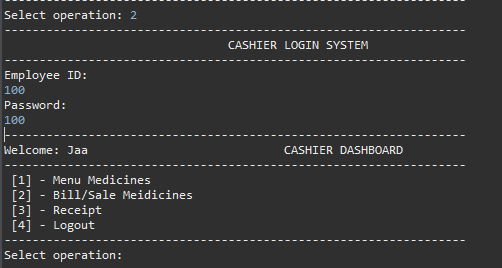 ------------------------------------------------------------------
Select operation: 2
------------------------------------------------------------------
CASHIER LOGIN SYSTEM
------------------------------------------------------------------
Employee ID:
100
Password:
100
------------------------------------------------------------------
Welcome: Jaa CASHIER DASHBOARD
------------------------------------------------------------------
[1] - Menu Medicines
[2] - Bill/Sale Meidicines
[3] - Receipt
[4] - Logout
------------------------------------------------------------------
Select operation: